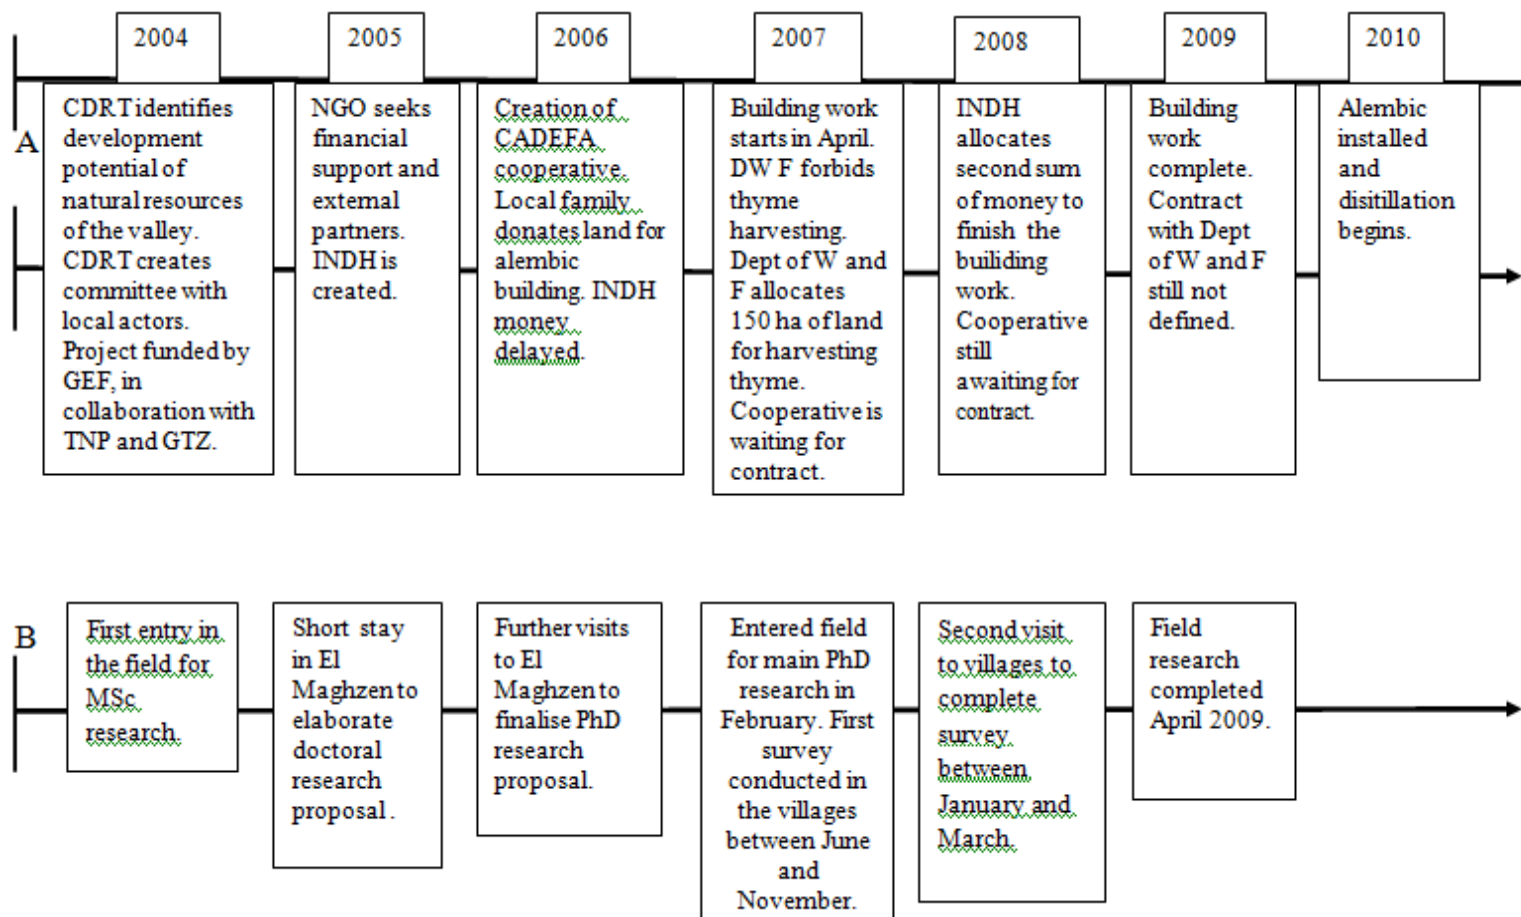 2004
2005
2006
2007
2008
2009
2010
A
CDRT identifies
development
potential of
natural resources
of the valley.
CDRT creates
committee with
local actors.
Project funded by
GEF, in
collaboration with
TNP and GTZ.
NGO seeks
financial
support and
external
partners.
INDH is
created.
Creation of
CADEFA
cooperative.
Local family
donates land for
alembic
building. INDH
money
delayed.
Building work
starts in April.
DW F forbids
thyme
harvesting.
Dept of W and
F allocates
150 ha of land
for harvesting
thyme.
Cooperative is
waiting for
contract.
INDH
allocates
second sum
of money to
finish the
builiding
work.
Cooperative
still
awaiting for
contract.
Building
work
complete.
Contract
with Dept
of W and F
still not
defined.
Alembic
installed
and
disitillation
begins.
B
First entry in
the field for
MSc
research.
Short stay
in El
Maghzen to
elaborate
doctoral
research
proposal.
Further visits
to El
Maghzen to
finalise PhD
research
proposal.
Entered field
for main PhD
research in
February. First
survey
conducted in
the villages
between June
and
November.
Second visit
to villages to
complete
survey
between
January and
March.
Field
research
completed
April 2009.